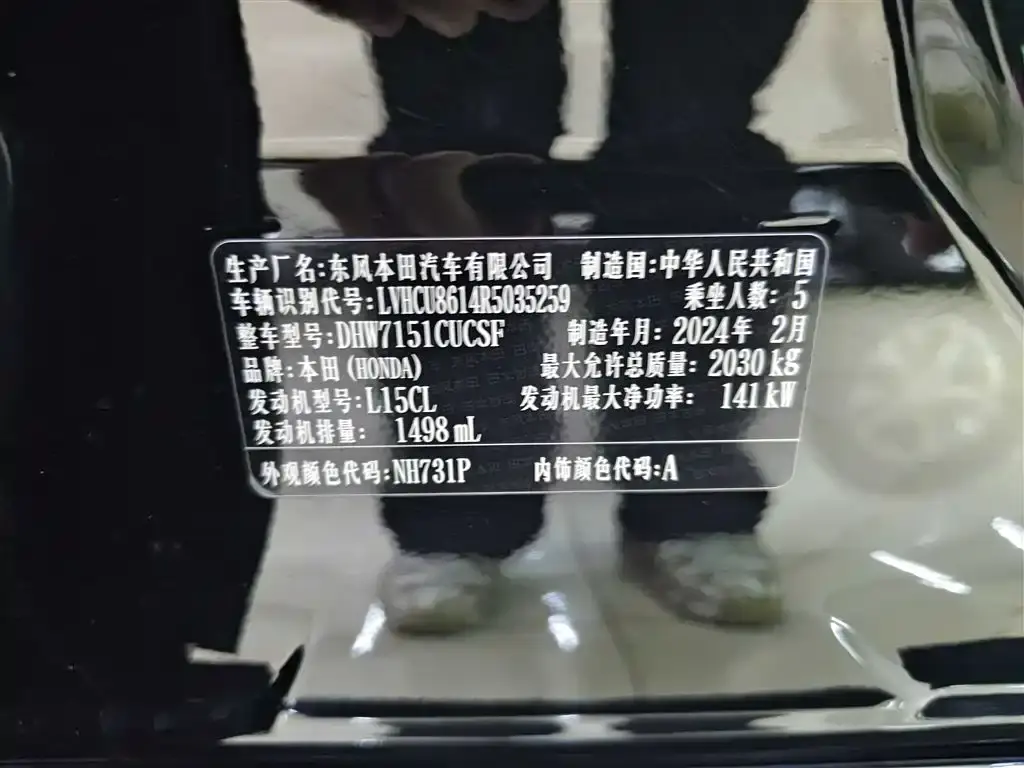 生产厂名:东风本田汽车有限公司 制造国:中华人民共和国
车辆识别代号:LVHCU8614R5035259 乘坐人数: 5
整车型号:DHW7151CUCSF 制造年月: 2024年 2月
品牌:本田(HONDA) 最大允许总质量: 2030 kg
发动机型号:L15CL 发动机最大净功率: 141 kW
发动机排量: 1498 mL
外观颜色代码:NH731P 内饰颜色代码:A